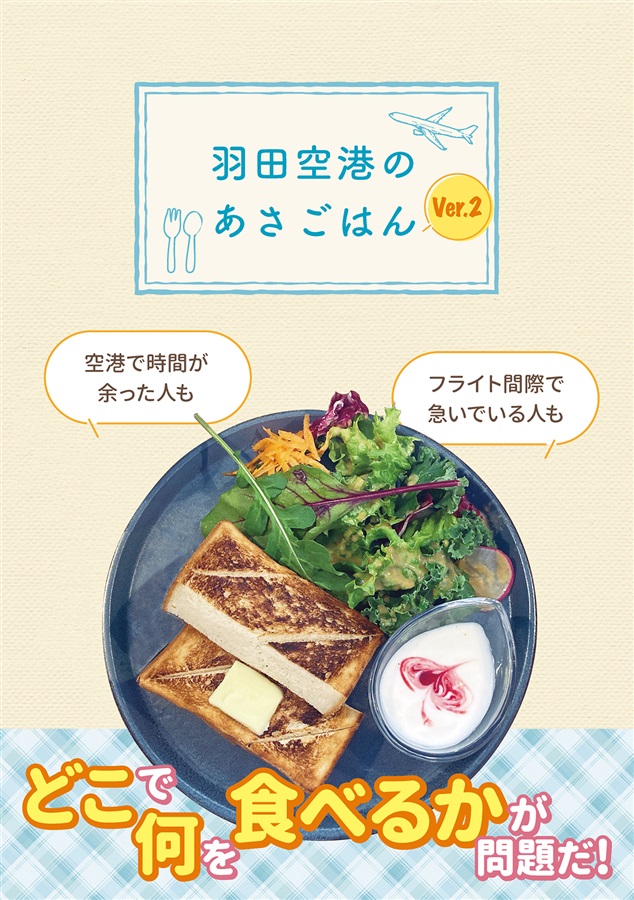 羽田空港の
あさごはん
Ver.2
空港で時間が
余った人も
フライト間際で
急いでいる人も
どこで
何を食べるかが
問題だ!